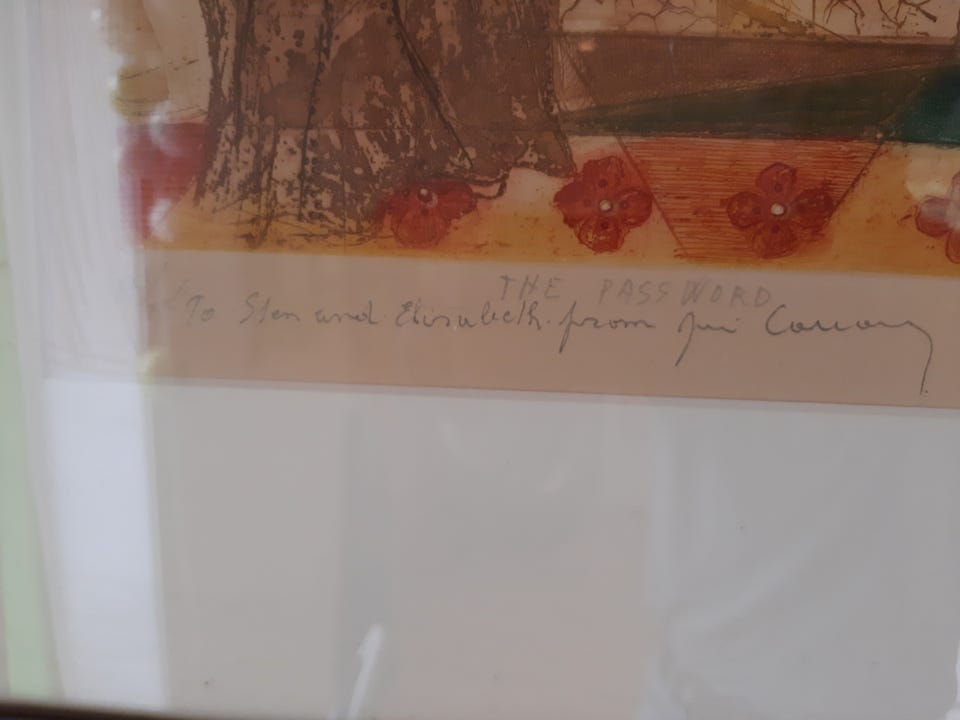 THE PASSWORD
To Sten and Elisabeth. from